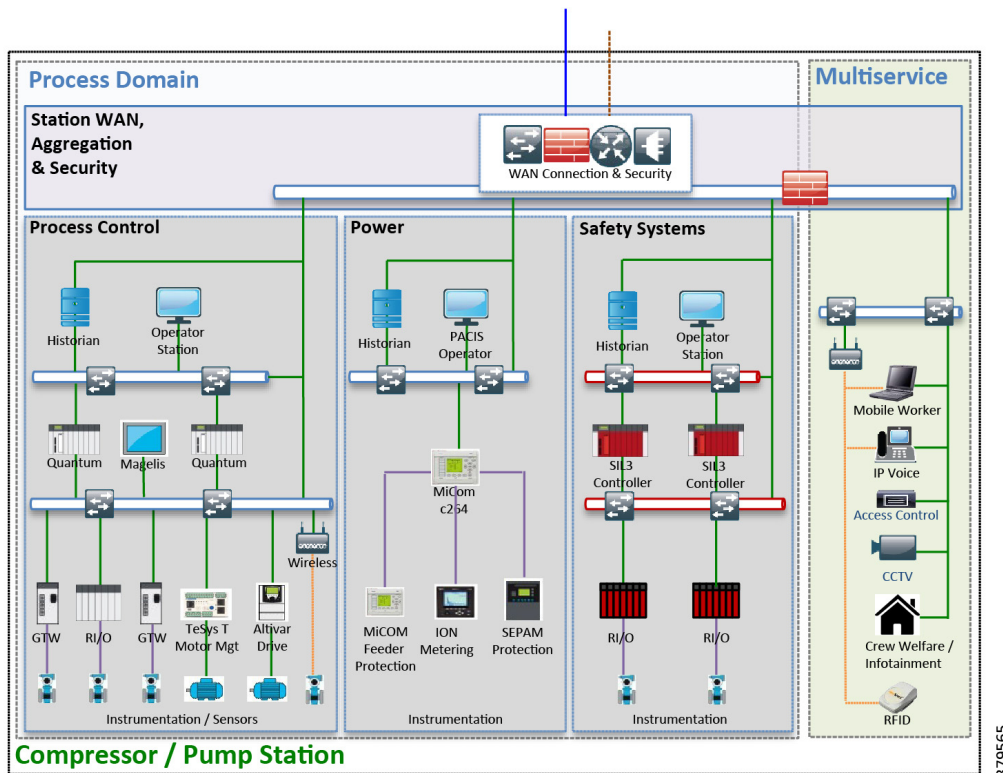 Process Domain
Multiservice
Station WAN,
Aggregation
& Security
WAN Connection & Security
Process Control
Power
Safety Systems
Historian
Operator
Station
Historian
PACIS
Operator
Historian
Operator
Station
Quantum
Magelis
Quantum
MiCom
c264
SIL3
Controller
SIL3
Controller
Mobile Worker
IP Voice
Access Control
CCTV
Crew Welfare /
Infotainment
RFID
Wireless
GTW
RI/O
GTW
TeSys T
Motor Mgt
Altivar
Drive
MiCOM
Feeder
Protection
ION
Metering
SEPAM
Protection
RI/O
RI/O
Instrumentation / Sensors
Instrumentation
Instrumentation
Compressor / Pump Station
379565